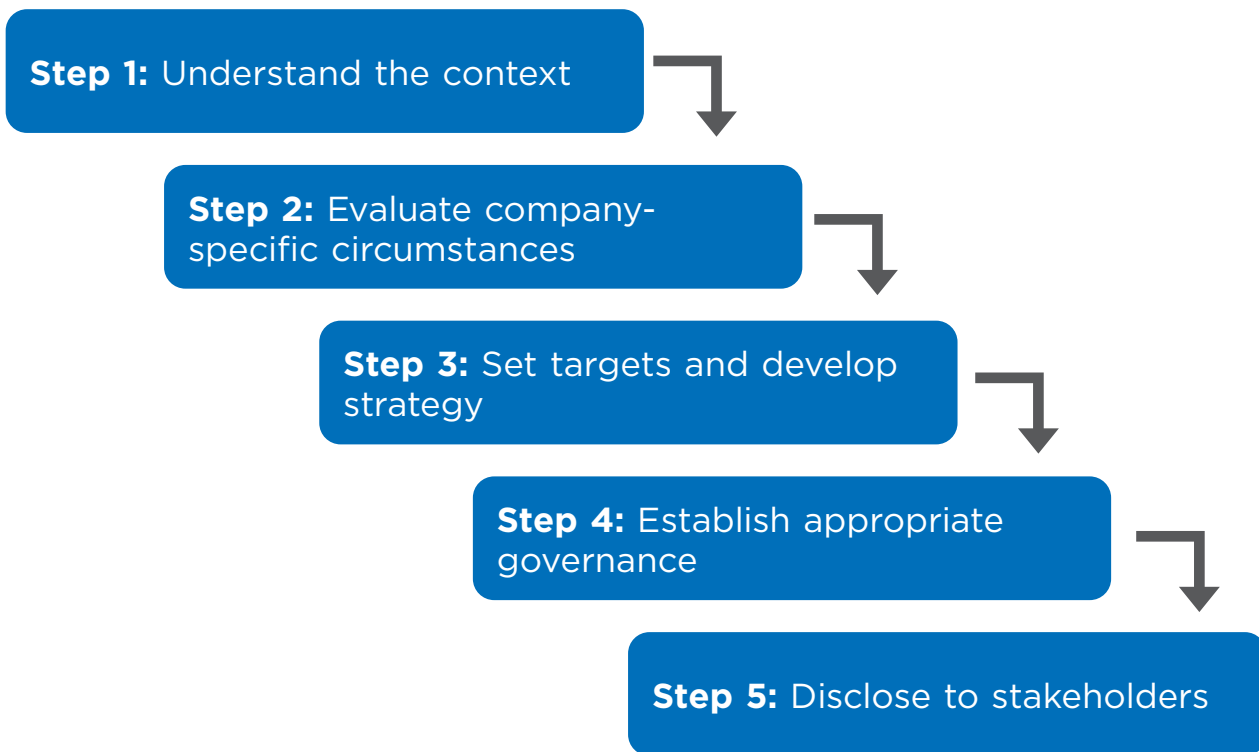 Step 1: Understand the context
Step 2: Evaluate company-
specific circumstances
Step 3: Set targets and develop
strategy
Step 4: Establish appropriate
governance
Step 5: Disclose to stakeholders